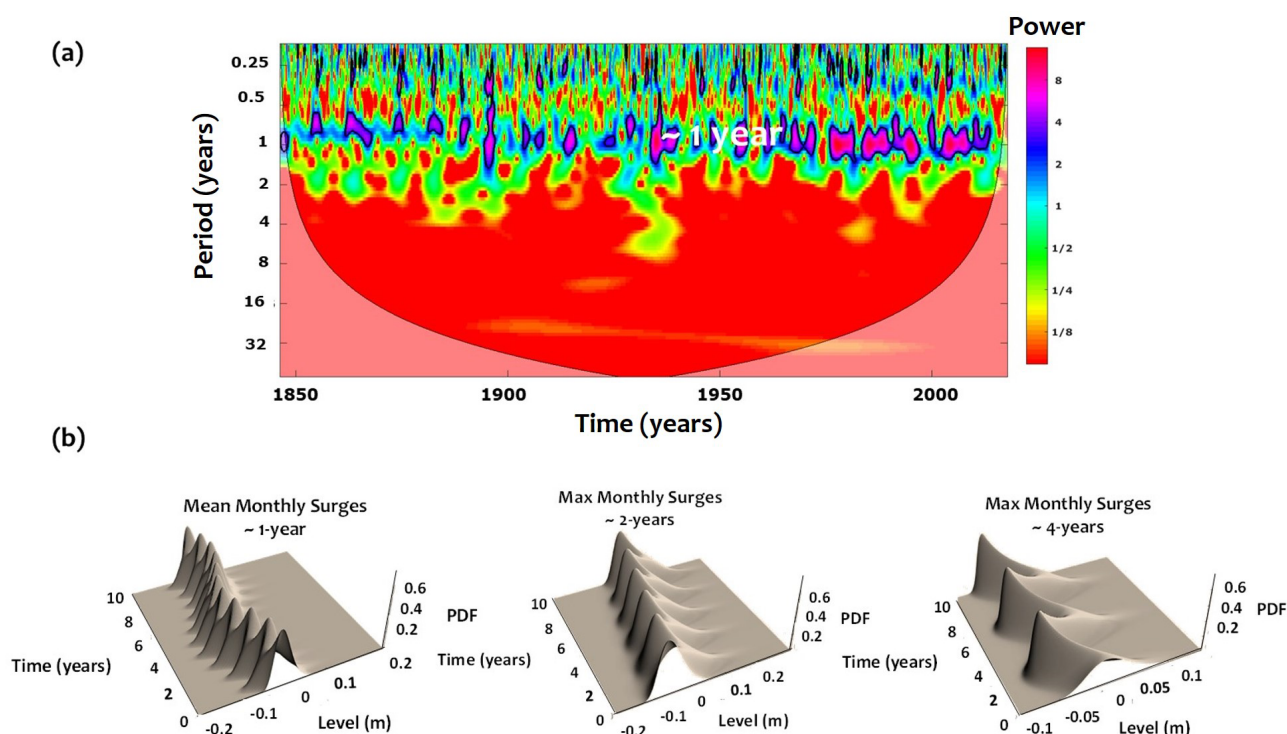 (a)
Power
0.25
0.5
1
2
4
8
16
32
Period (years)
~ 1 year
8
4
2
1
1/2
1/4
1/8
1850 1900 1950 2000
Time (years)
(b)
Mean Monthly Surges
~ 1-year
10
8
6
4
2
0
Time (years)
-0.2 -0.1 0 0.1 0.2
Level (m)
0.6
0.4
0.2
PDF
Max Monthly Surges
~ 2-years
10
8
6
4
2
0
Time (years)
-0.2 -0.1 0 0.1 0.2
Level (m)
0.6
0.4
0.2
PDF
Max Monthly Surges
~ 4-years
10
8
6
4
2
0
Time (years)
-0.1 -0.05 0 0.05 0.1
Level (m)
0.6
0.4
0.2
PDF